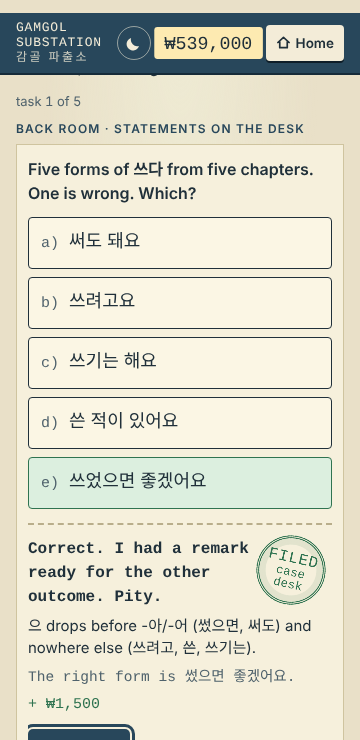 GAMGOL
SUBSTATION
감골 파출소
₩539,000
Home
task 1 of 5
BACK ROOM · STATEMENTS ON THE DESK
Five forms of 쓰다 from five chapters.
One is wrong. Which?
a) 써도 돼요
b) 쓰려고요
c) 쓰기는 해요
d) 쓴 적이 있어요
e) 쓰었으면 좋겠어요
Correct. I had a remark
ready for the other
outcome. Pity.
FILED
case
desk
으 drops before -아/-어 (썼으면, 써도) and
nowhere else (쓰려고, 쓴, 쓰기는).
The right form is 썼으면 좋겠어요.
+ ₩1,500